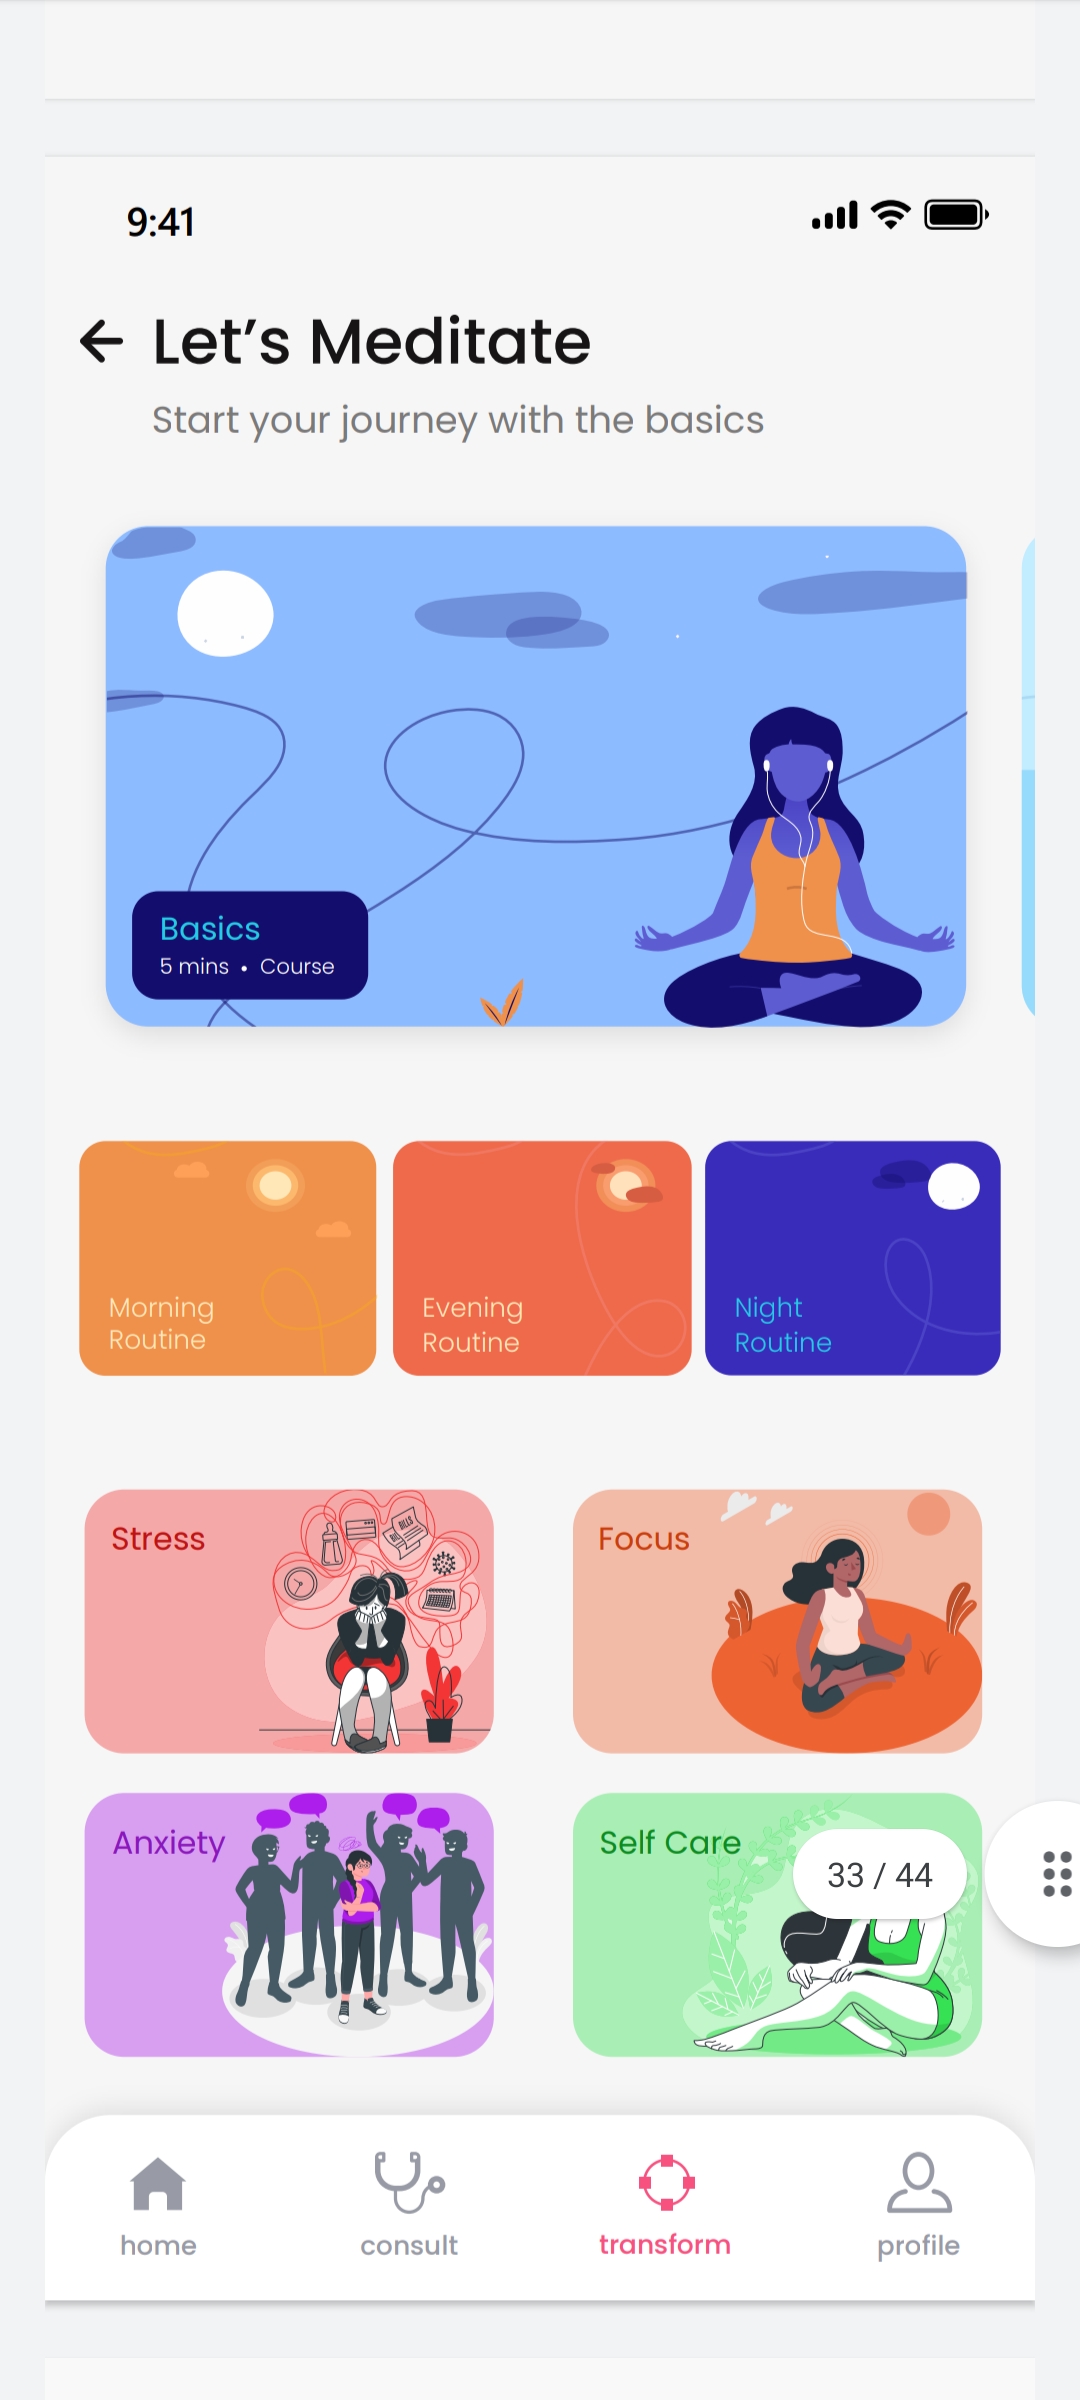 9:41
Let's Meditate
Start your journey with the basics
Basics
5 mins • Course
Morning
Routine
Evening
Routine
Night
Routine
Stress
BILLS
Focus
Anxiety
Self Care
33 / 44
home
consult
transform
profile